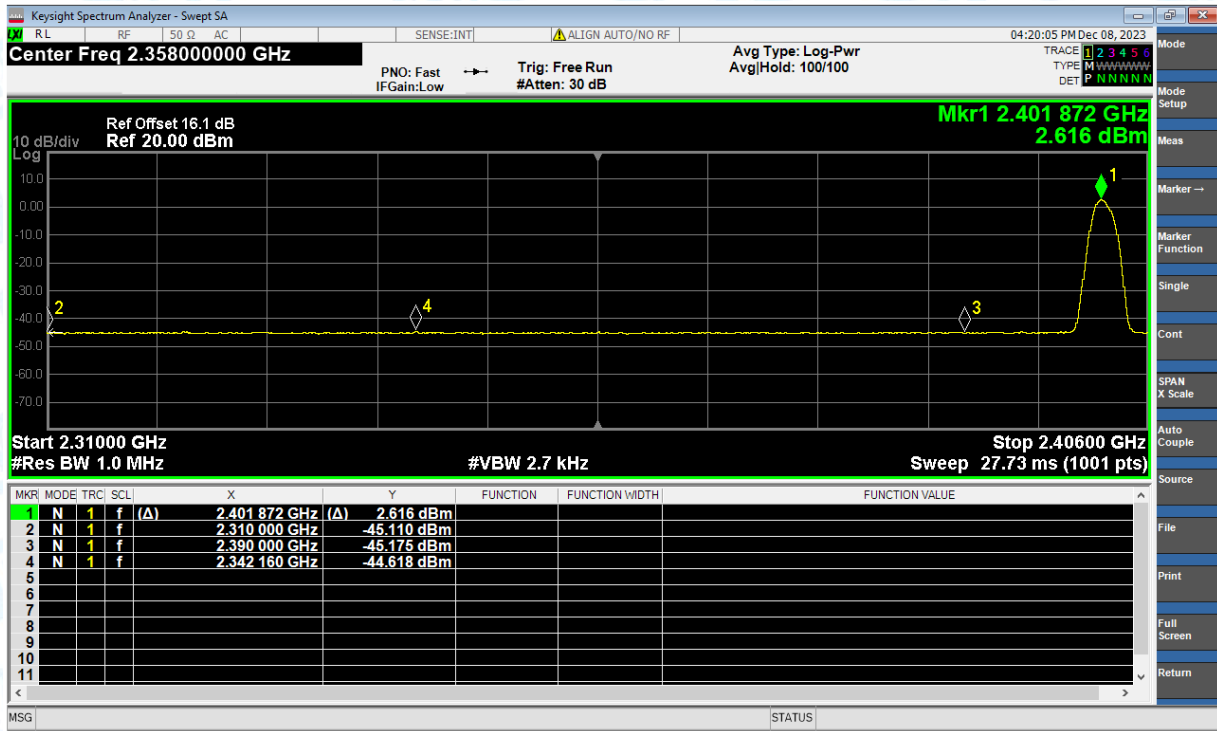 Keysight Spectrum Analyzer - Swept SA
LXI RL RF 50 Ω AC SENSE:INT ALIGN AUTO/NO RF 04:20:05 PM Dec 08, 2023
Center Freq 2.358000000 GHz
PNO: Fast
IFGain:Low
Trig: Free Run
#Atten: 30 dB
Avg Type: Log-Pwr
Avg|Hold: 100/100
TRACE 1 2 3 4 5 6
TYPE M WWWWW
DET P N N N N N
Ref Offset 16.1 dB
10 dB/div Ref 20.00 dBm
Log
Mkr1 2.401 872 GHz
2.616 dBm
10.0
0.00
-10.0
-20.0
-30.0
-40.0
-50.0
-60.0
-70.0
1
2
4
3
Start 2.31000 GHz Stop 2.40600 GHz
#Res BW 1.0 MHz #VBW 2.7 kHz Sweep 27.73 ms (1001 pts)
MKR MODE TRC SCL X Y FUNCTION FUNCTION WIDTH FUNCTION VALUE
1 N 1 f (Δ) 2.401 872 GHz (Δ) 2.616 dBm
2 N 1 f 2.310 000 GHz -45.110 dBm
3 N 1 f 2.390 000 GHz -45.175 dBm
4 N 1 f 2.342 160 GHz -44.618 dBm
5
6
7
8
9
10
11
MSG STATUS
Mode
Mode
Setup
Meas
Marker→
Marker
Function
Single
Cont
SPAN
X Scale
Auto
Couple
Source
File
Print
Full
Screen
Return